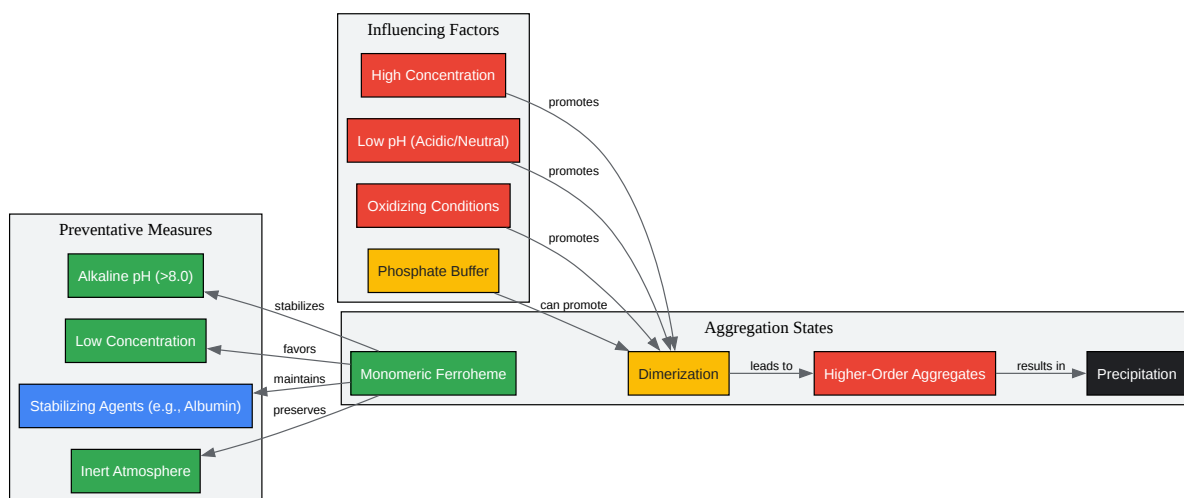 Influencing Factors
High Concentration
promotes
Low pH (Acidic/Neutral)
promotes
Oxidizing Conditions
promotes
Phosphate Buffer
can promote
Preventative Measures
Alkaline pH (>8.0)
stabilizes
Low Concentration
favors
Stabilizing Agents (e.g., Albumin)
maintains
Inert Atmosphere
preserves
Aggregation States
Monomeric Ferroheme
Dimerization
leads to
Higher-Order Aggregates
results in
Precipitation